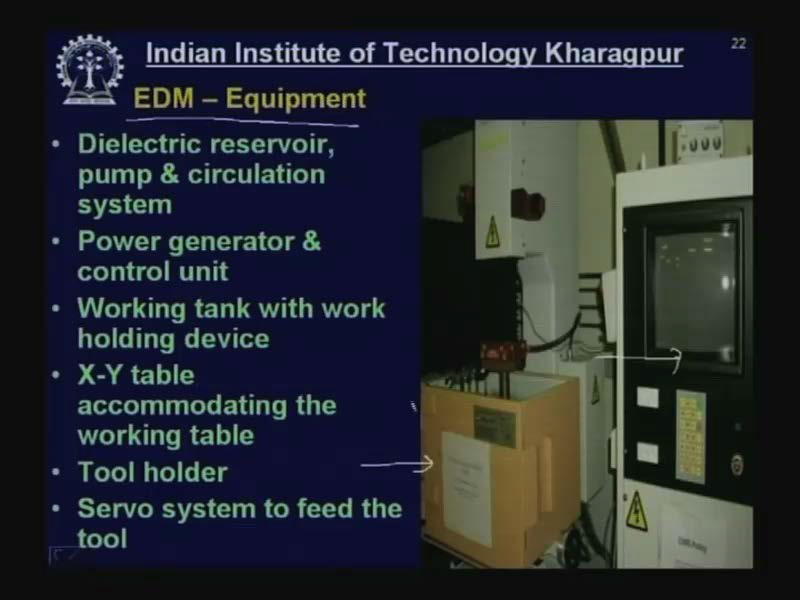 Indian Institute of Technology Kharagpur
22
EDM – Equipment
• Dielectric reservoir,
pump & circulation
system
• Power generator &
control unit
• Working tank with work
holding device
• X-Y table
accommodating the
working table
• Tool holder
• Servo system to feed the
tool